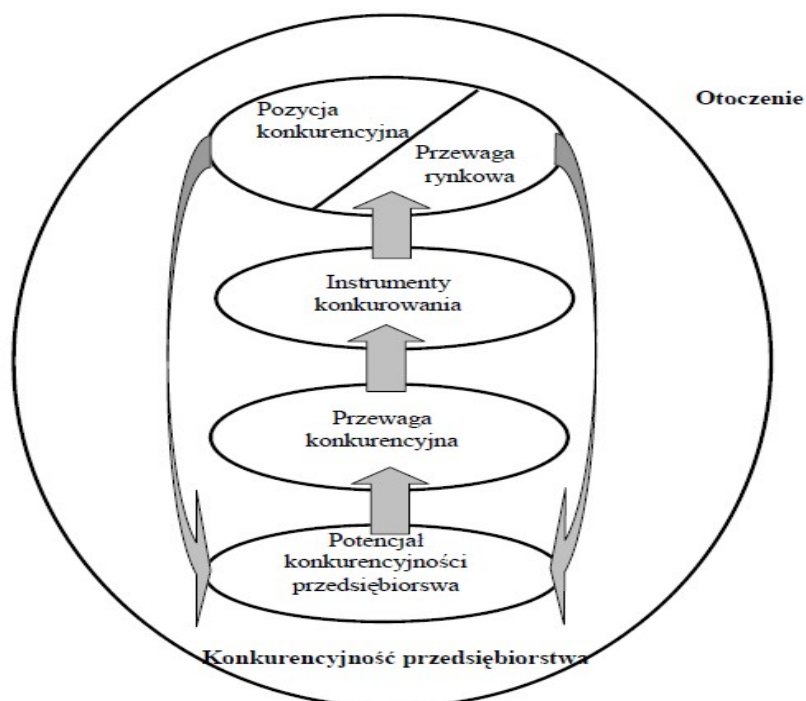 Otoczenie
Pozycja
konkurencyjna
Przewaga
rynkowa
Instrumenty
konkurowania
Przewaga
konkurencyjna
Potencjał
konkurencyjności
przedsiębiorswa
Konkurencyjność przedsiębiorstwa